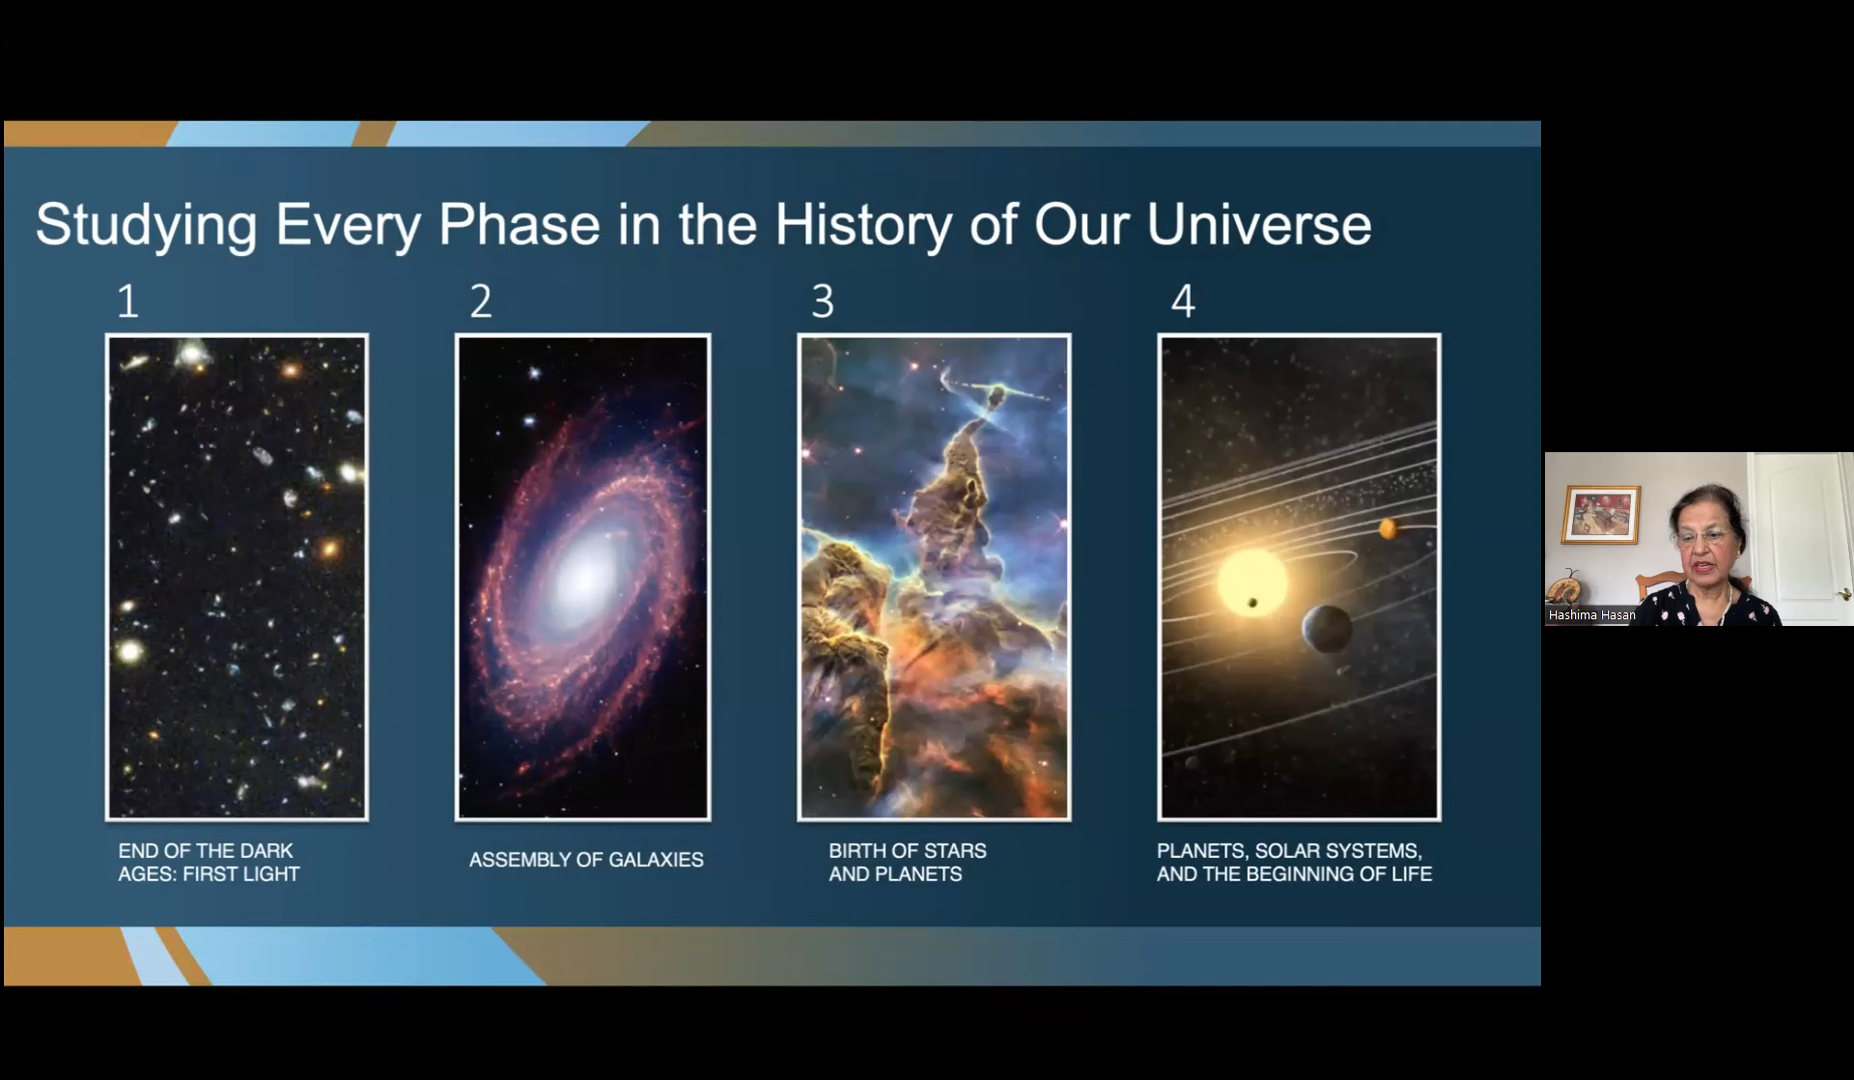 Studying Every Phase in the History of Our Universe
1
2
3
4
END OF THE DARK
AGES: FIRST LIGHT
ASSEMBLY OF GALAXIES
BIRTH OF STARS
AND PLANETS
PLANETS, SOLAR SYSTEMS,
AND THE BEGINNING OF LIFE
Hashima Hasan